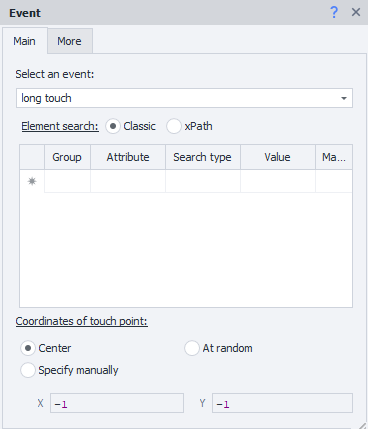 Event ? ×
Main More
Select an event:
long touch
Element search: Classic xPath
Group Attribute Search type Value Ma...
Coordinates of touch point:
Center At random
Specify manually
X -1 Y -1